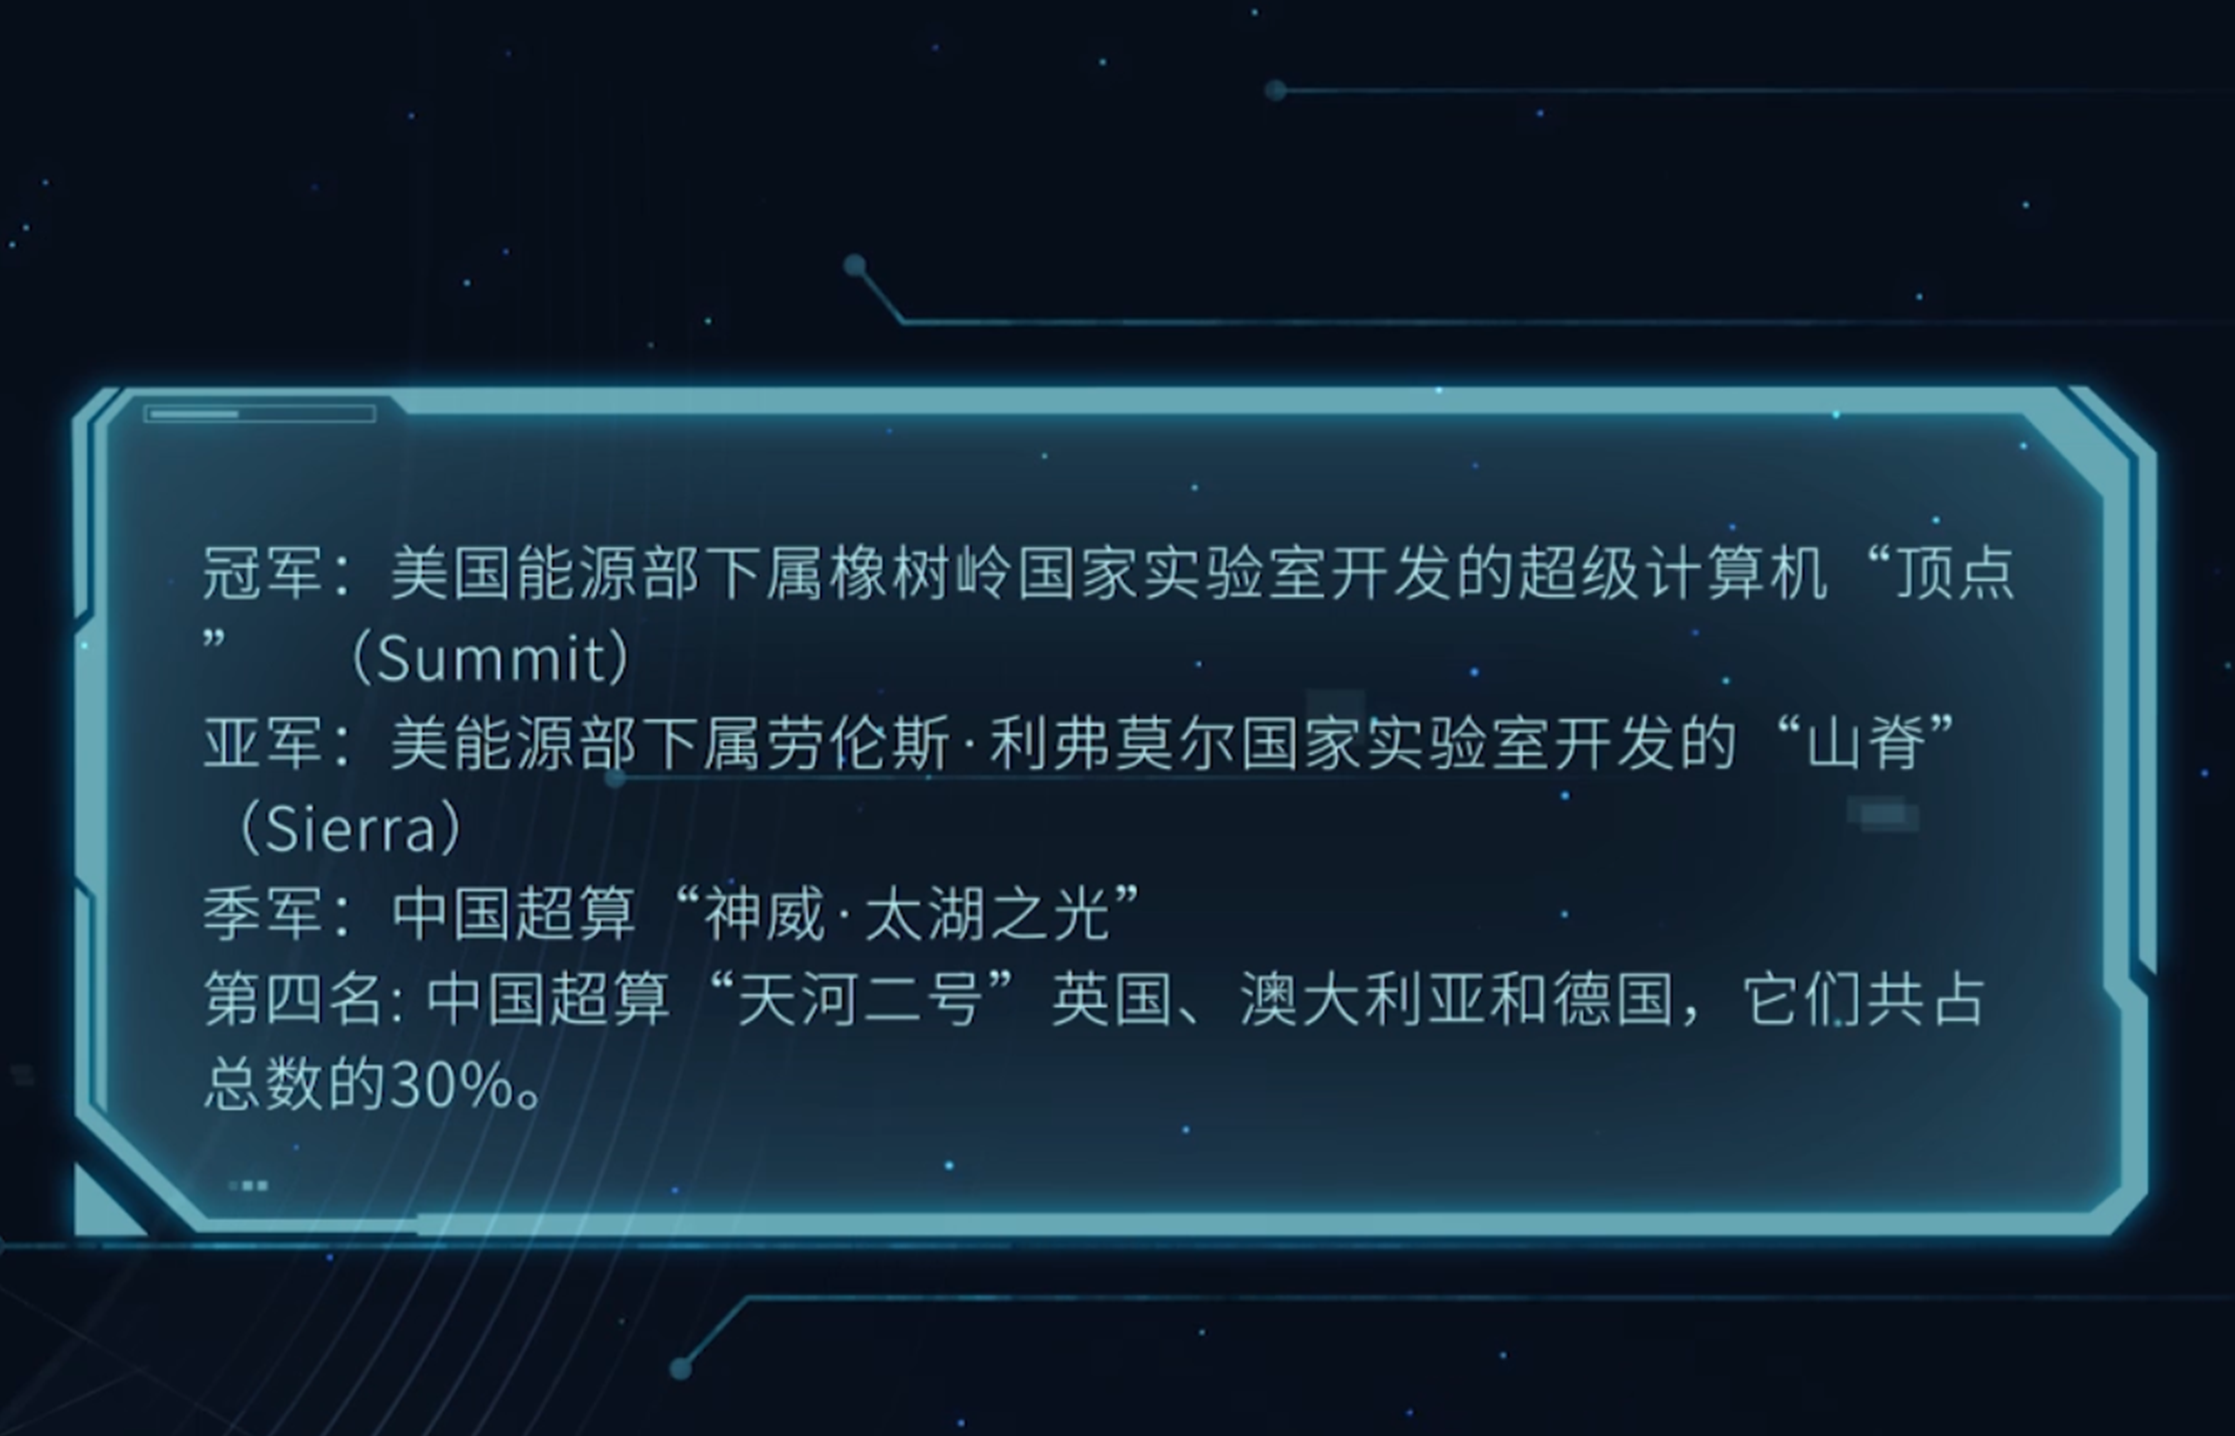 冠军：美国能源部下属橡树岭国家实验室开发的超级计算机“顶点
” （Summit）
亚军：美能源部下属劳伦斯·利弗莫尔国家实验室开发的“山脊”
（Sierra）
季军：中国超算“神威·太湖之光”
第四名: 中国超算“天河二号”英国、澳大利亚和德国，它们共占
总数的30%。